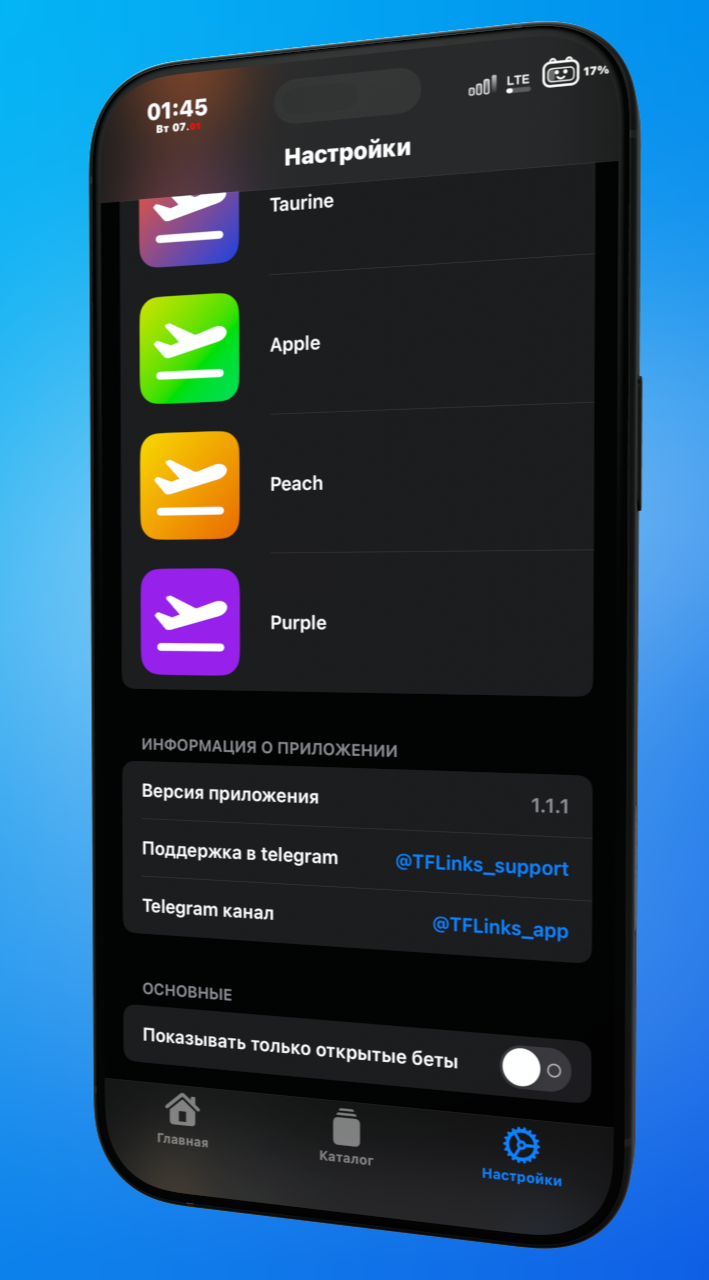 01:45
LTE
17%
Вт 07.01
Настройки
Taurine
Apple
Peach
Purple
ИНФОРМАЦИЯ О ПРИЛОЖЕНИИ
Версия приложения 1.1.1
Поддержка в telegram @TFLinks_support
Telegram канал @TFLinks_app
ОСНОВНЫЕ
Показывать только открытые беты
Главная
Каталог
Настройки